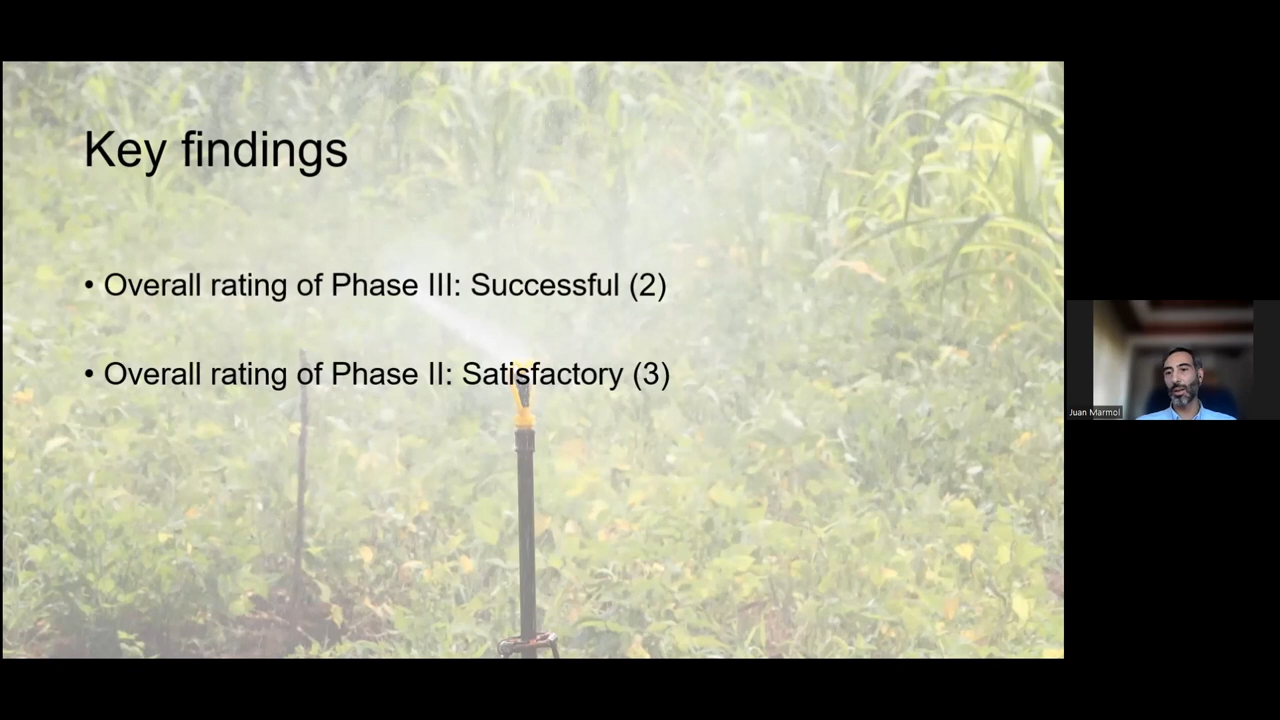 Key findings
• Overall rating of Phase III: Successful (2)
• Overall rating of Phase II: Satisfactory (3)
Juan Marmol